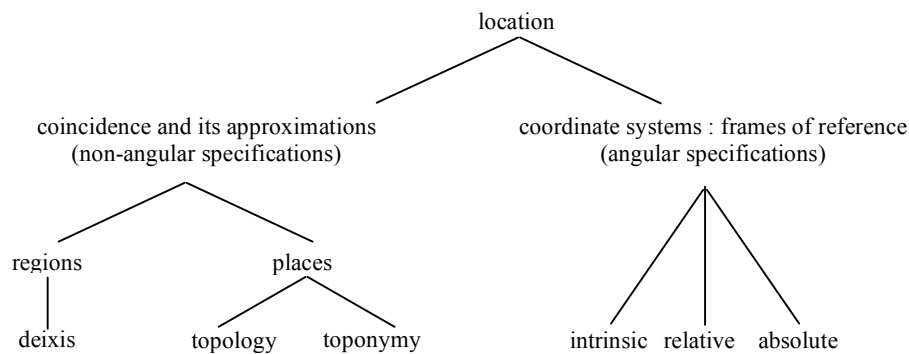 location
coincidence and its approximations
(non-angular specifications)
coordinate systems : frames of reference
(angular specifications)
regions
places
deixis
topology
toponymy
intrinsic
relative
absolute